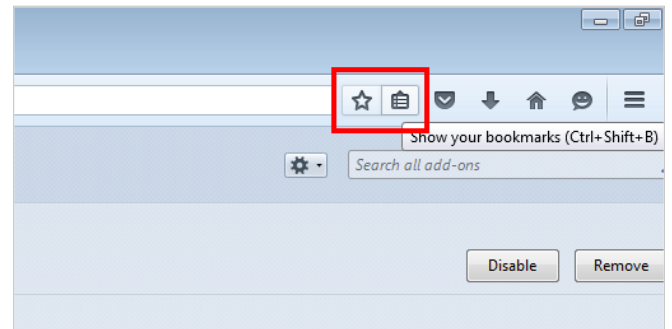 Show your bookmarks (Ctrl+Shift+B)
Search all add-ons
Disable
Remove